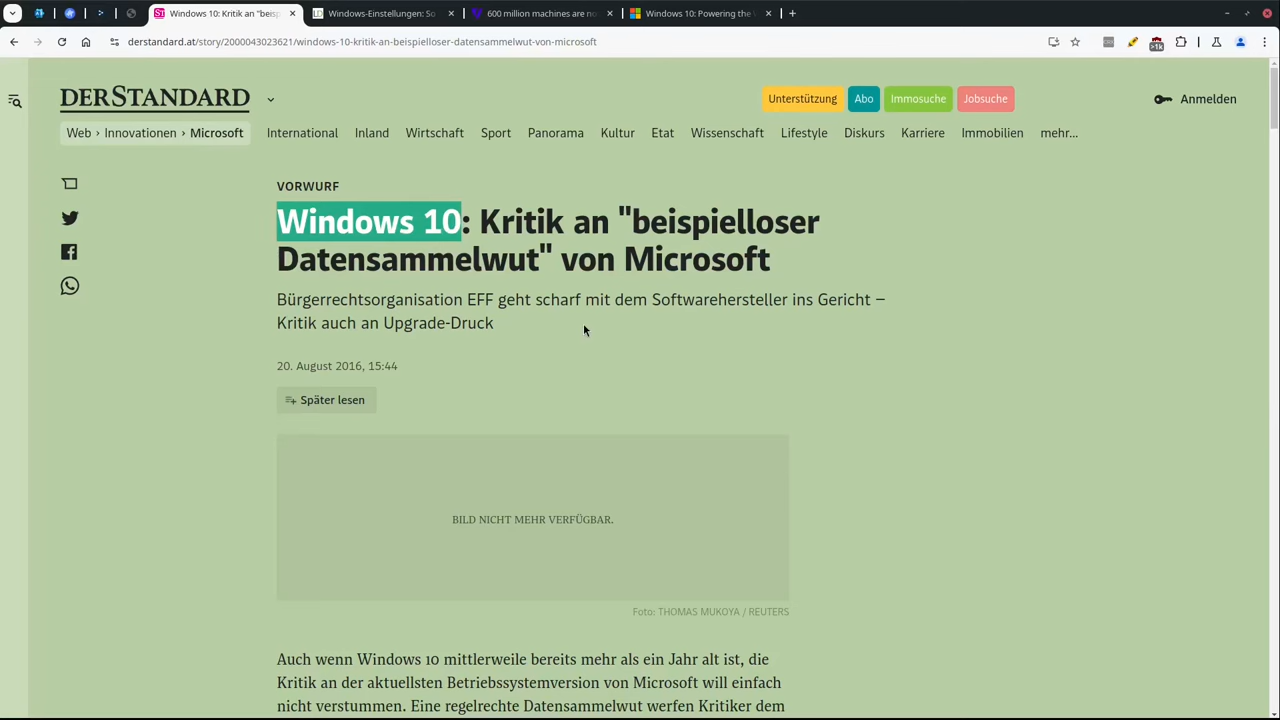 Windows 10: Kritik an "beisp
Windows-Einstellungen: So
600 million machines are no
Windows 10: Powering the
derstandard.at/story/2000043023621/windows-10-kritik-an-beispielloser-datensammelwut-von-microsoft
>1k
DERSTANDARD
Unterstützung Abo Immosuche Jobsuche
Anmelden
Web › Innovationen › Microsoft International Inland Wirtschaft Sport Panorama Kultur Etat Wissenschaft Lifestyle Diskurs Karriere Immobilien mehr...
VORWURF
Windows 10: Kritik an "beispielloser
Datensammelwut" von Microsoft
Bürgerrechtsorganisation EFF geht scharf mit dem Softwarehersteller ins Gericht –
Kritik auch an Upgrade-Druck
20. August 2016, 15:44
Später lesen
BILD NICHT MEHR VERFÜGBAR.
Foto: THOMAS MUKOYA / REUTERS
Auch wenn Windows 10 mittlerweile bereits mehr als ein Jahr alt ist, die
Kritik an der aktuellsten Betriebssystemversion von Microsoft will einfach
nicht verstummen. Eine regelrechte Datensammelwut werfen Kritiker dem